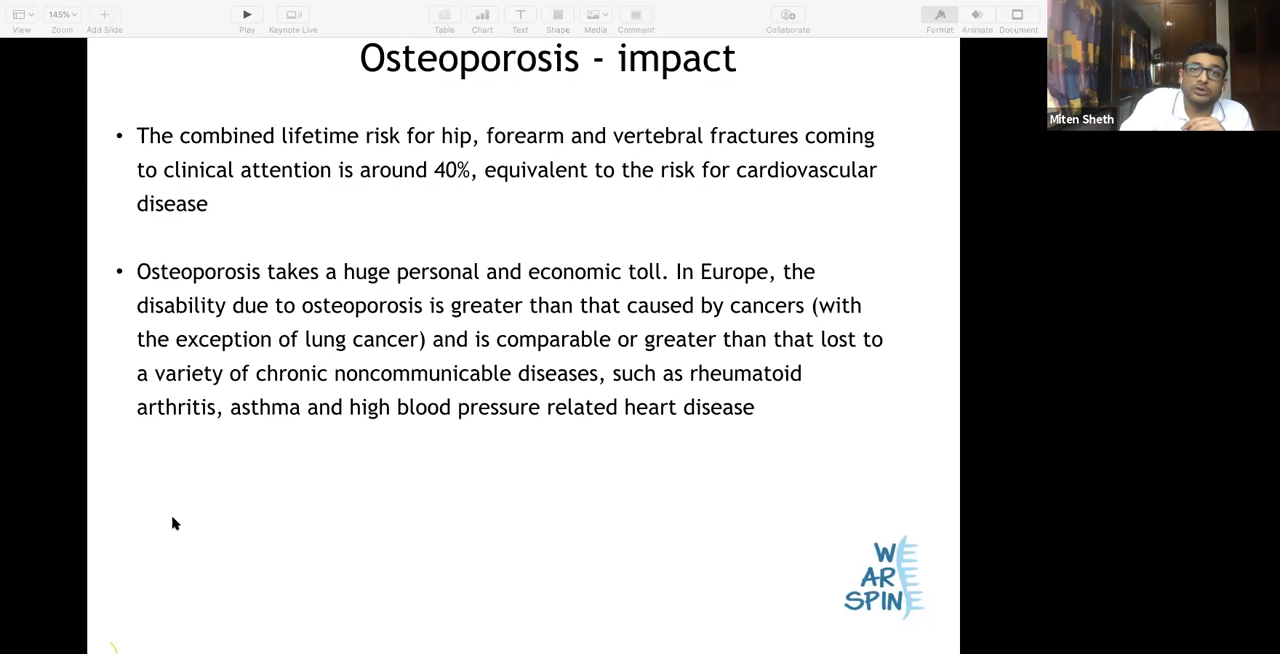 View
145%
Zoom
Add Slide
Play
Keynote Live
Table
Chart
Text
Shape
Media
Comment
Collaborate
Format
Animate
Document
Miten Sheth
Osteoporosis - impact
• The combined lifetime risk for hip, forearm and vertebral fractures coming
to clinical attention is around 40%, equivalent to the risk for cardiovascular
disease
• Osteoporosis takes a huge personal and economic toll. In Europe, the
disability due to osteoporosis is greater than that caused by cancers (with
the exception of lung cancer) and is comparable or greater than that lost to
a variety of chronic noncommunicable diseases, such as rheumatoid
arthritis, asthma and high blood pressure related heart disease
WE
ARE
SPINE